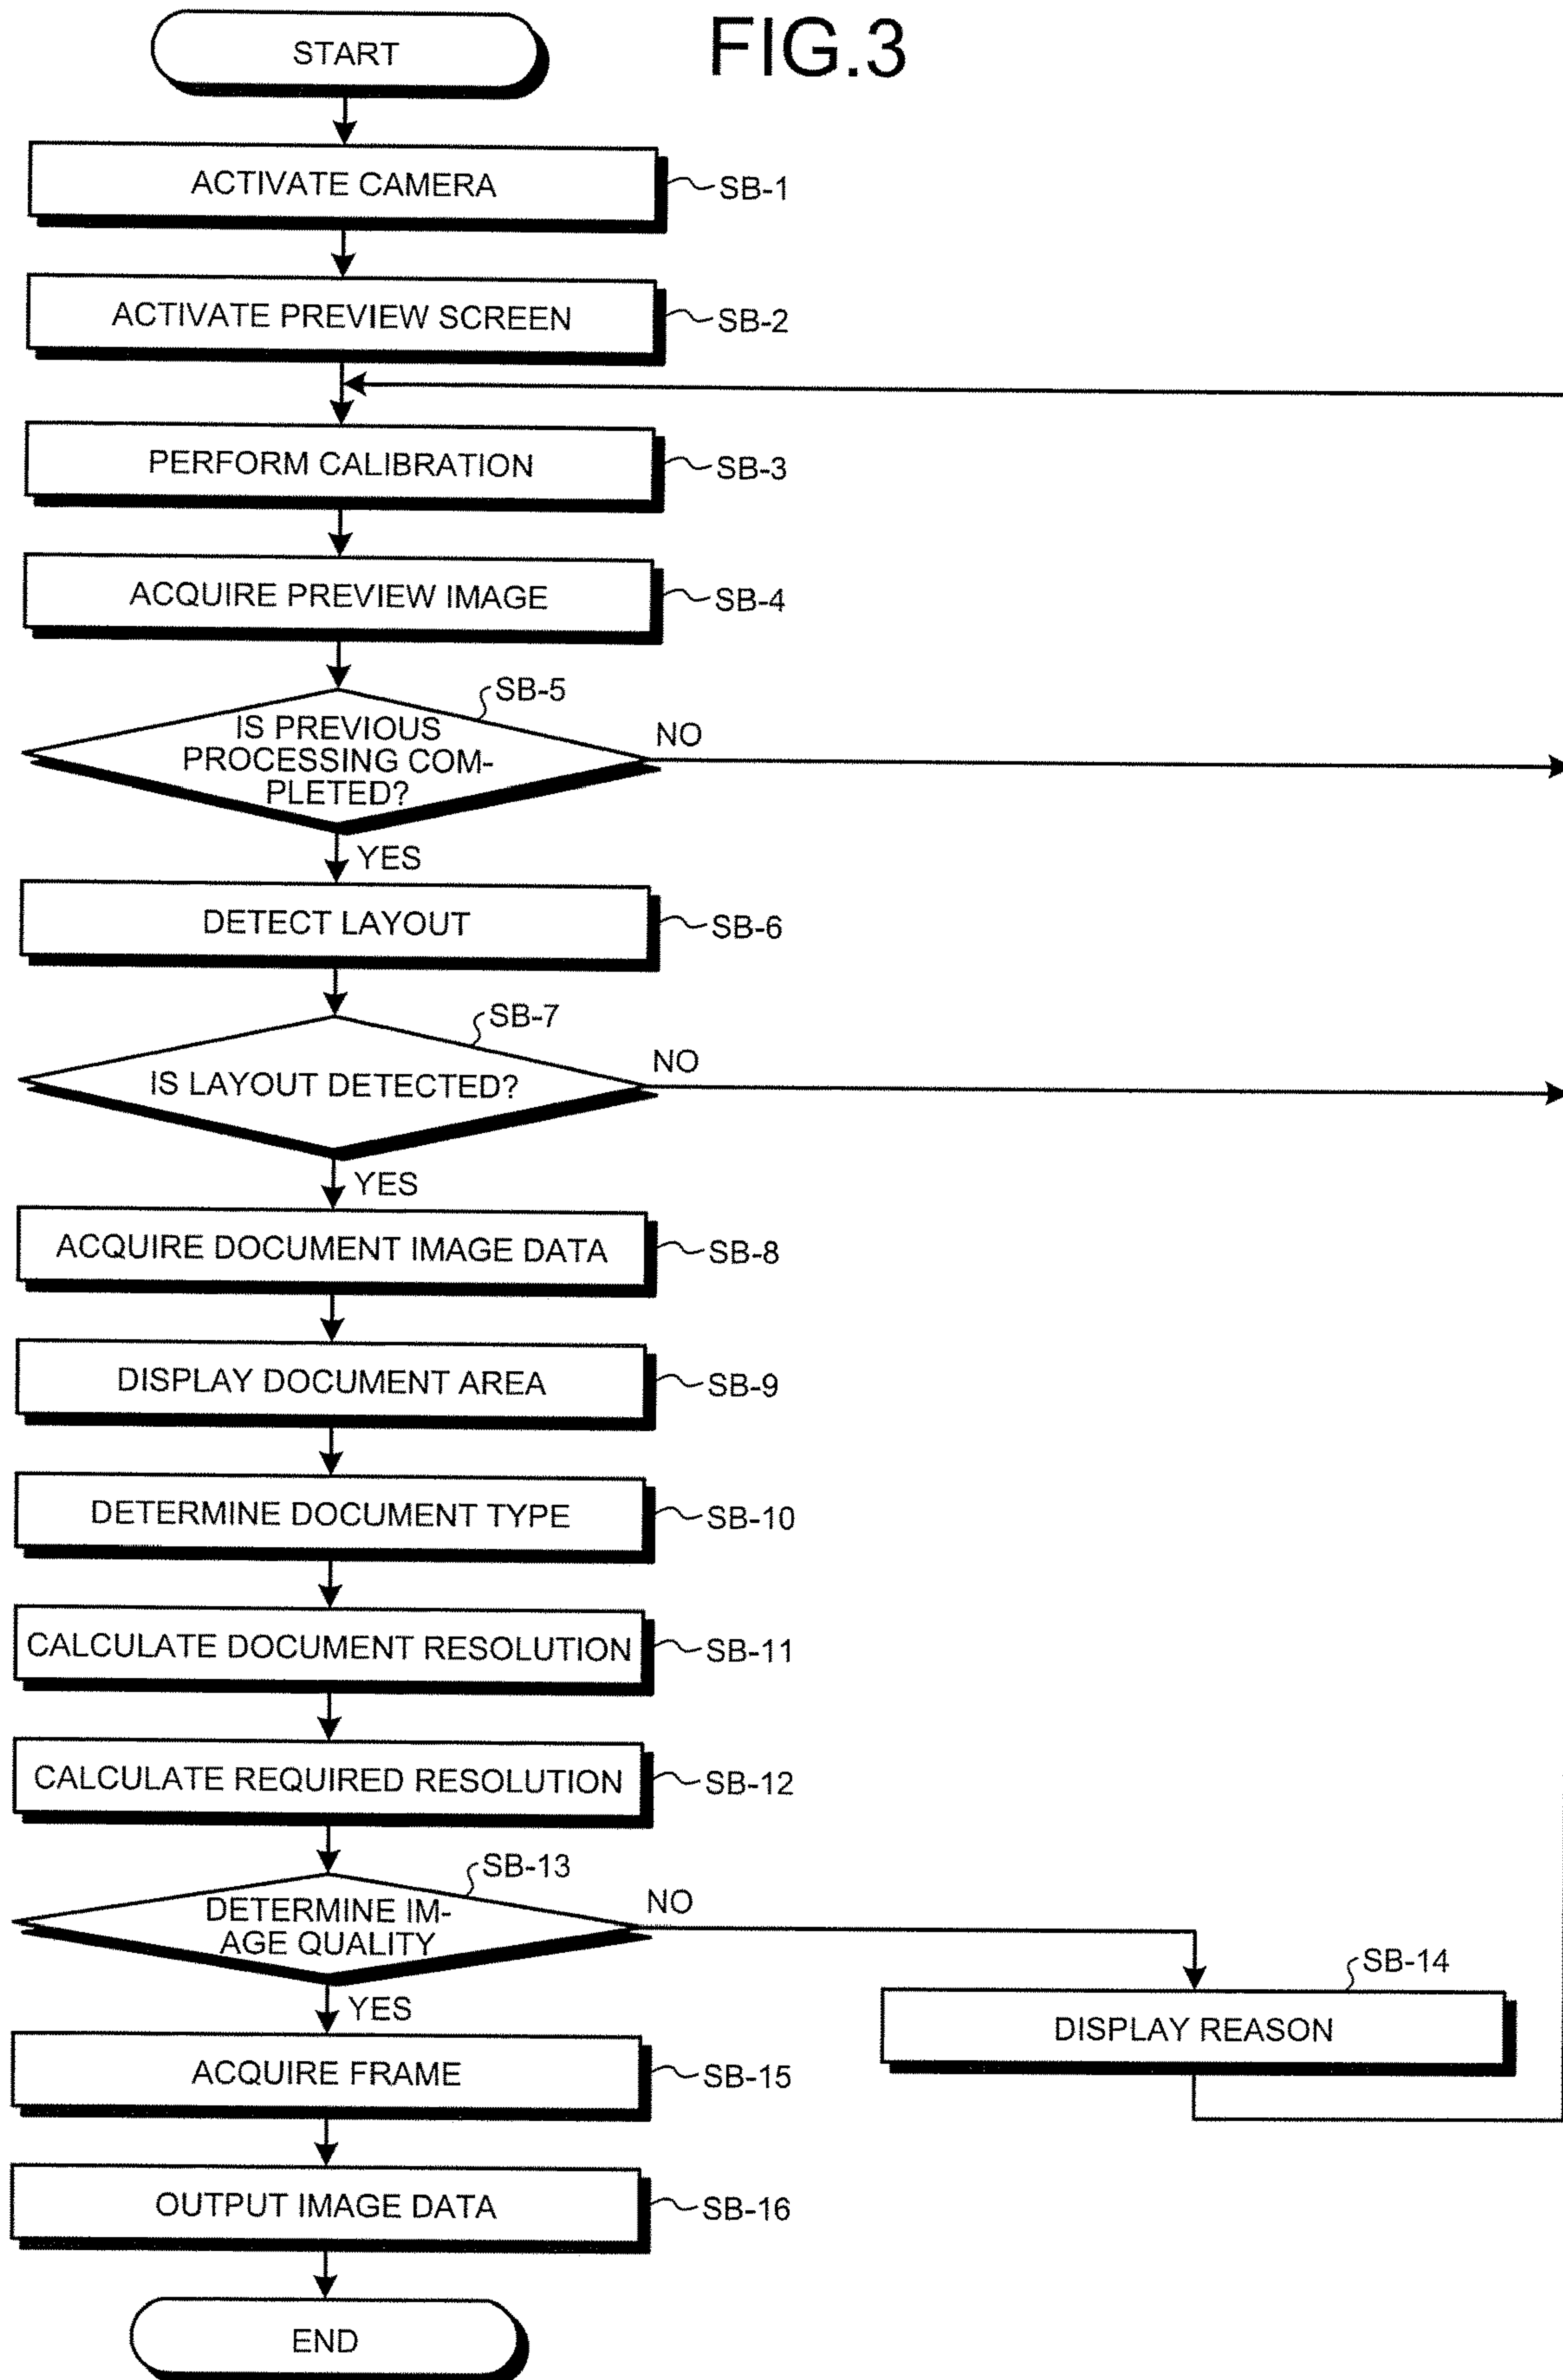 FIG.3
START
ACTIVATE CAMERA
SB-1
ACTIVATE PREVIEW SCREEN
SB-2
PERFORM CALIBRATION
SB-3
ACQUIRE PREVIEW IMAGE
SB-4
SB-5
IS PREVIOUS
PROCESSING COM-
PLETED?
NO
YES
DETECT LAYOUT
SB-6
SB-7
IS LAYOUT DETECTED?
NO
YES
ACQUIRE DOCUMENT IMAGE DATA
SB-8
DISPLAY DOCUMENT AREA
SB-9
DETERMINE DOCUMENT TYPE
SB-10
CALCULATE DOCUMENT RESOLUTION
SB-11
CALCULATE REQUIRED RESOLUTION
SB-12
SB-13
DETERMINE IM-
AGE QUALITY
NO
SB-14
DISPLAY REASON
YES
ACQUIRE FRAME
SB-15
OUTPUT IMAGE DATA
SB-16
END